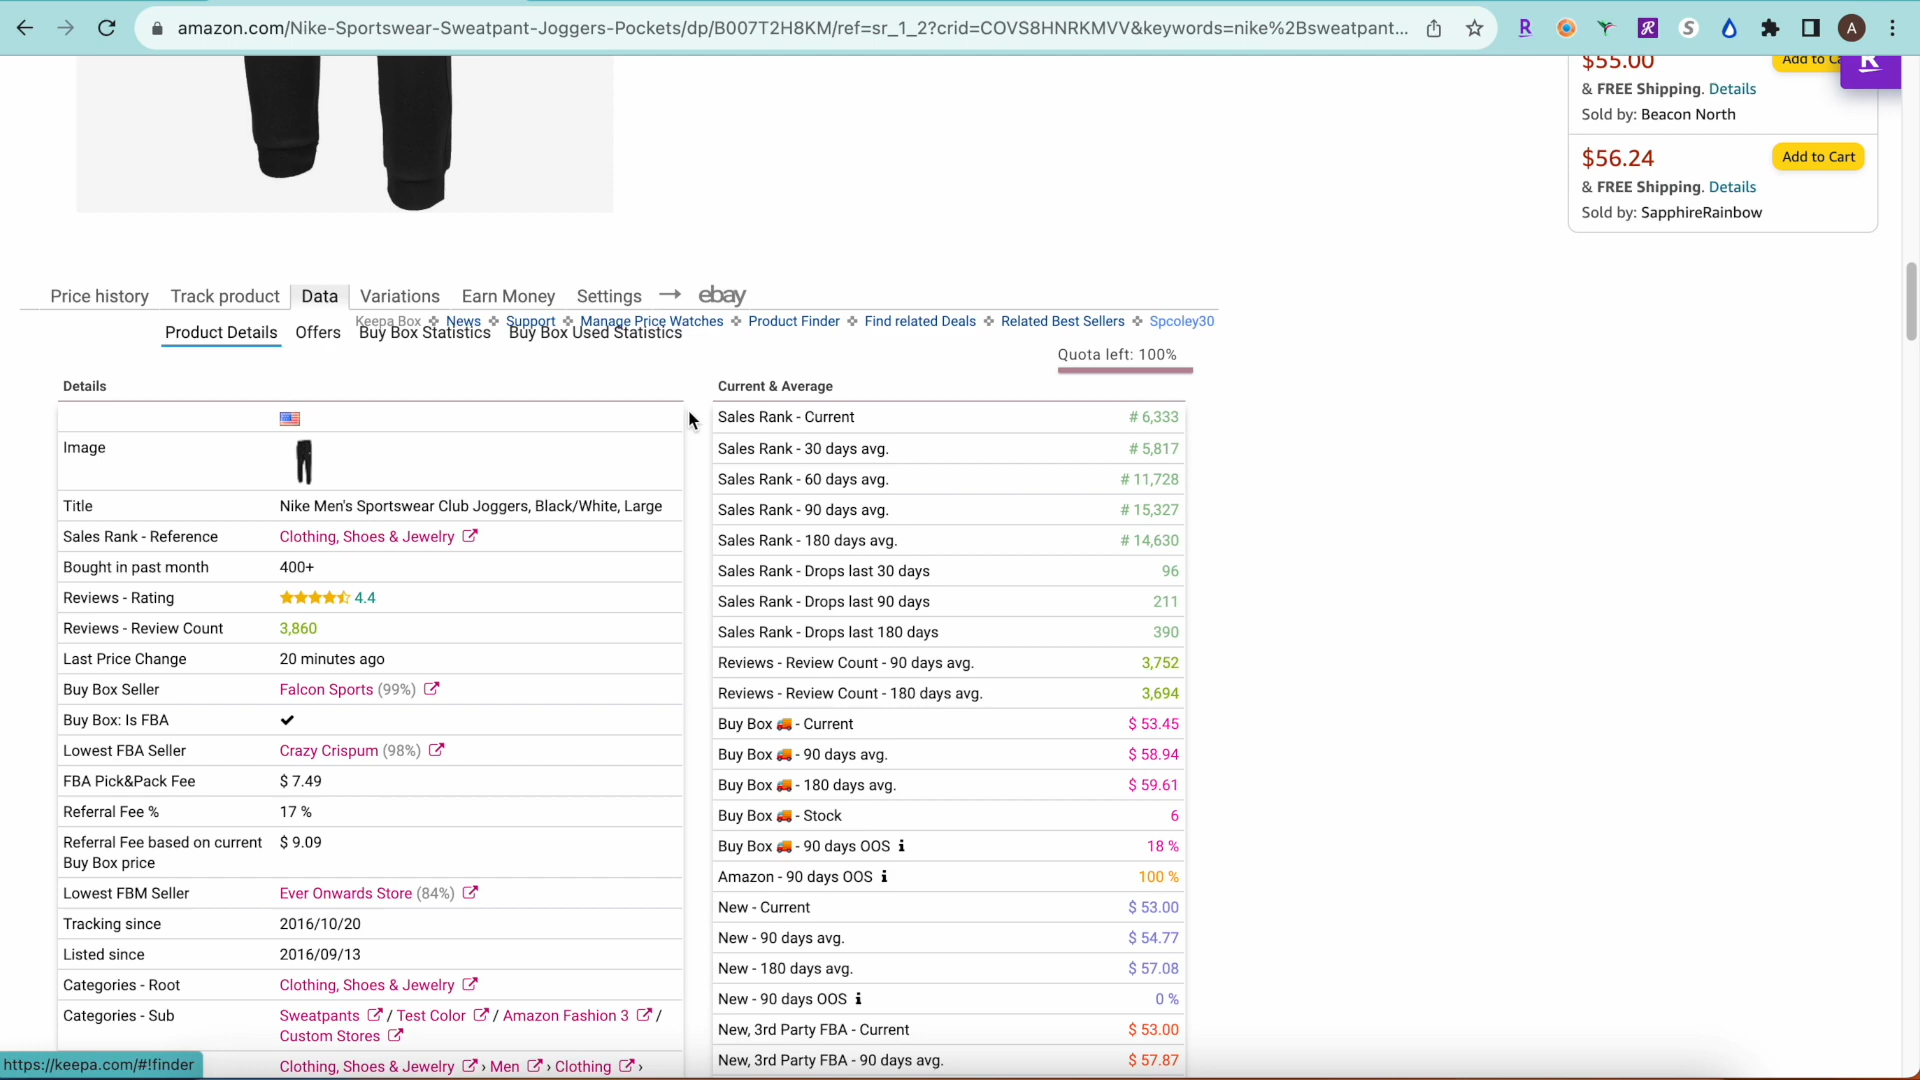 amazon.com/Nike-Sportswear-Sweatpant-Joggers-Pockets/dp/B007T2H8KM/ref=sr_1_2?crid=COVS8HNRKMVV&keywords=nike%2Bsweatpant...
R
R
S
A
$55.00
Add to Ca
R
& FREE Shipping. Details
Sold by: Beacon North
$56.24
Add to Cart
& FREE Shipping. Details
Sold by: SapphireRainbow
Price history Track product Data Variations Earn Money Settings → ebay
Keepa Box News Support Manage Price Watches Product Finder Find related Deals Related Best Sellers Spcoley30
Product Details Offers Buy Box Statistics Buy Box Used Statistics
Quota left: 100%
Details
Image
Title Nike Men's Sportswear Club Joggers, Black/White, Large
Sales Rank - Reference Clothing, Shoes & Jewelry
Bought in past month 400+
Reviews - Rating 4.4
Reviews - Review Count 3,860
Last Price Change 20 minutes ago
Buy Box Seller Falcon Sports (99%)
Buy Box: Is FBA ✔
Lowest FBA Seller Crazy Crispum (98%)
FBA Pick&Pack Fee $ 7.49
Referral Fee % 17 %
Referral Fee based on current $ 9.09
Buy Box price
Lowest FBM Seller Ever Onwards Store (84%)
Tracking since 2016/10/20
Listed since 2016/09/13
Categories - Root Clothing, Shoes & Jewelry
Categories - Sub Sweatpants / Test Color / Amazon Fashion 3 /
Custom Stores
Clothing, Shoes & Jewelry › Men › Clothing ›
Current & Average
Sales Rank - Current # 6,333
Sales Rank - 30 days avg. # 5,817
Sales Rank - 60 days avg. # 11,728
Sales Rank - 90 days avg. # 15,327
Sales Rank - 180 days avg. # 14,630
Sales Rank - Drops last 30 days 96
Sales Rank - Drops last 90 days 211
Sales Rank - Drops last 180 days 390
Reviews - Review Count - 90 days avg. 3,752
Reviews - Review Count - 180 days avg. 3,694
Buy Box 🚚 - Current $ 53.45
Buy Box 🚚 - 90 days avg. $ 58.94
Buy Box 🚚 - 180 days avg. $ 59.61
Buy Box 🚚 - Stock 6
Buy Box 🚚 - 90 days OOS ℹ 18 %
Amazon - 90 days OOS ℹ 100 %
New - Current $ 53.00
New - 90 days avg. $ 54.77
New - 180 days avg. $ 57.08
New - 90 days OOS ℹ 0 %
New, 3rd Party FBA - Current $ 53.00
New, 3rd Party FBA - 90 days avg. $ 57.87
https://keepa.com/#!finder